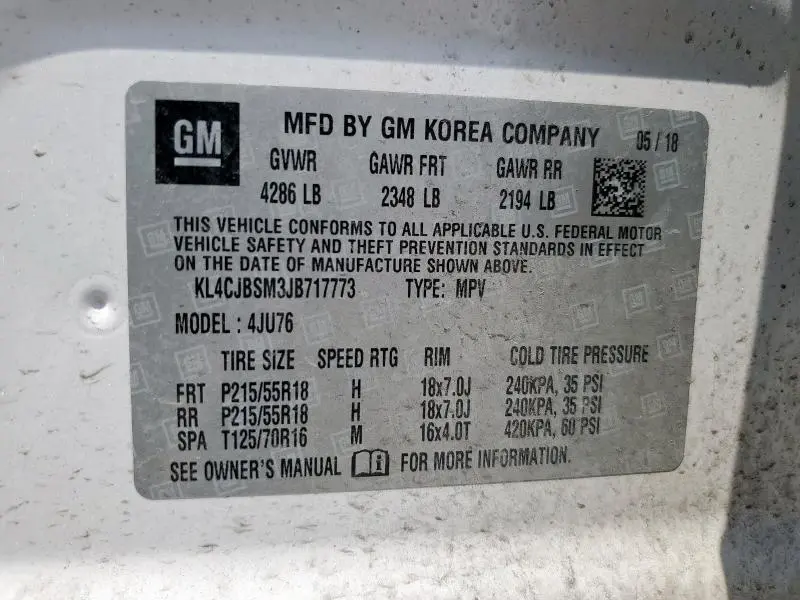 GM MFD BY GM KOREA COMPANY 05/18
GVWR GAWR FRT GAWR RR
4286 LB 2348 LB 2194 LB
THIS VEHICLE CONFORMS TO ALL APPLICABLE U.S. FEDERAL MOTOR
VEHICLE SAFETY AND THEFT PREVENTION STANDARDS IN EFFECT
ON THE DATE OF MANUFACTURE SHOWN ABOVE.
KL4CJBSM3JB717773 TYPE: MPV
MODEL : 4JU76
TIRE SIZE SPEED RTG RIM COLD TIRE PRESSURE
FRT P215/55R18 H 18x7.0J 240KPA, 35 PSI
RR P215/55R18 H 18x7.0J 240KPA, 35 PSI
SPA T125/70R16 M 16x4.0T 420KPA, 60 PSI
SEE OWNER'S MANUAL FOR MORE INFORMATION.